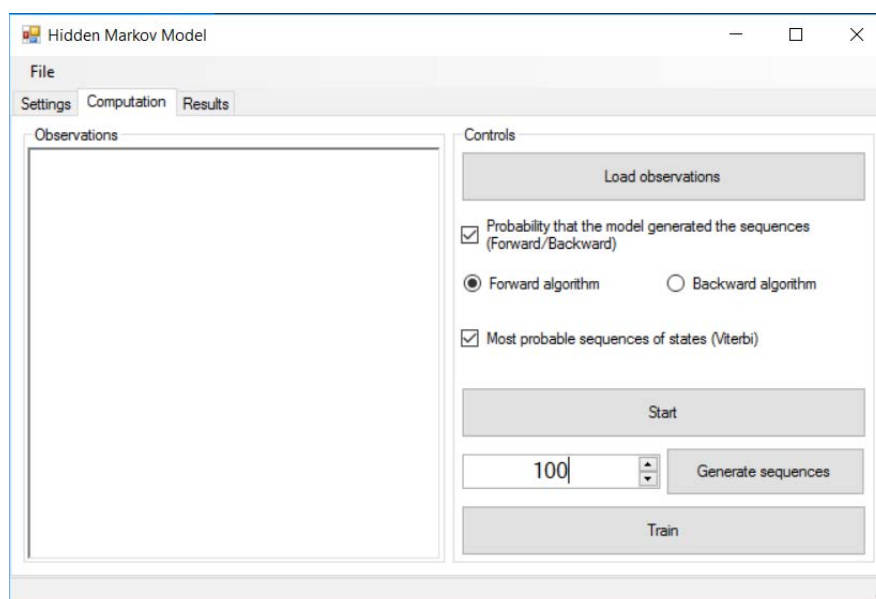 Hidden Markov Model
File
Settings Computation Results
Observations
Controls
Load observations
Probability that the model generated the sequences
(Forward/Backward)
Forward algorithm Backward algorithm
Most probable sequences of states (Viterbi)
Start
100 Generate sequences
Train